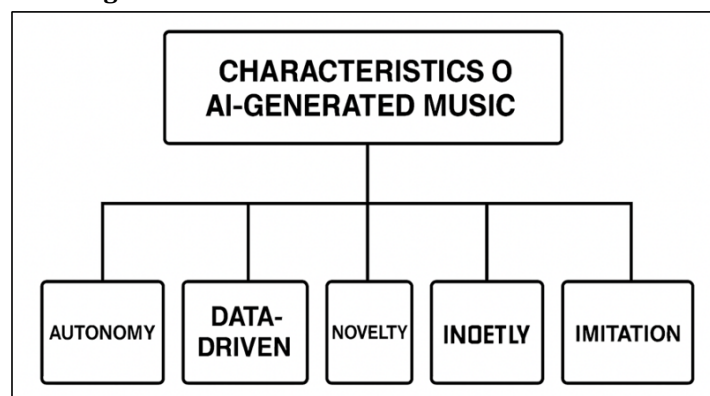 CHARACTERISTICS O
AI-GENERATED MUSIC
AUTONOMY
DATA-
DRIVEN
NOVELTY
INOETLY
IMITATION